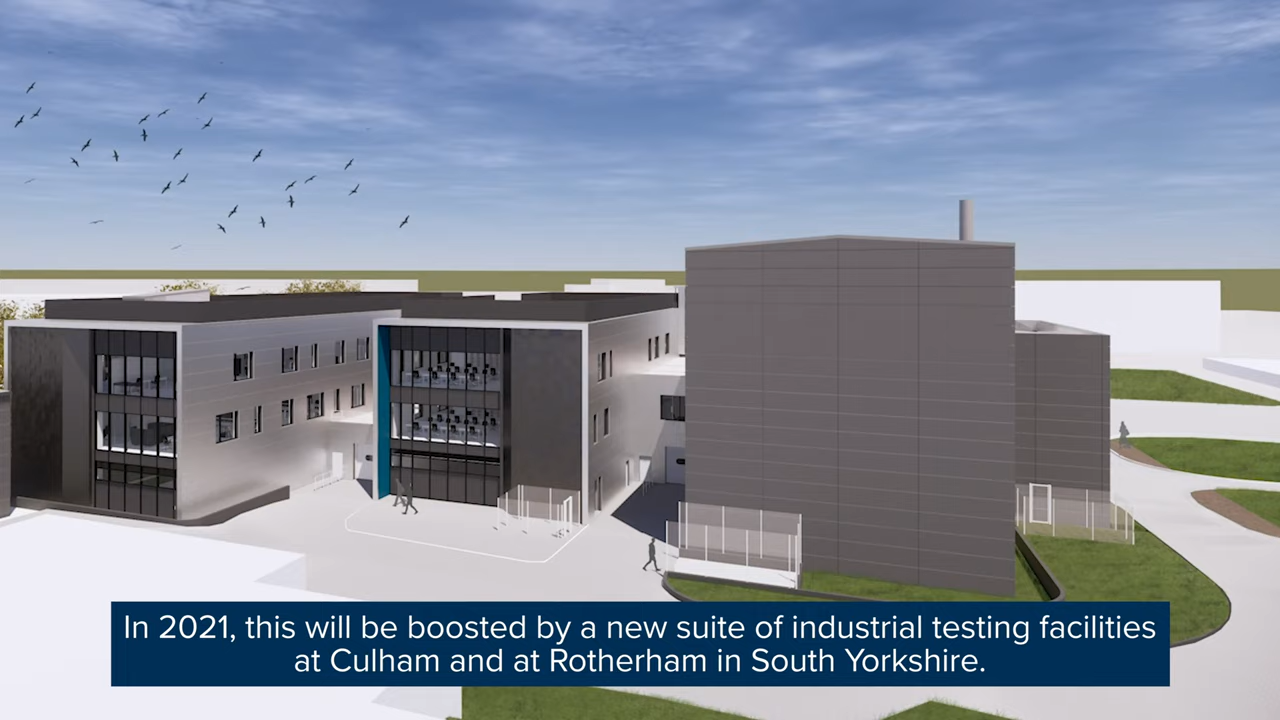 In 2021, this will be boosted by a new suite of industrial testing facilities
at Culham and at Rotherham in South Yorkshire.